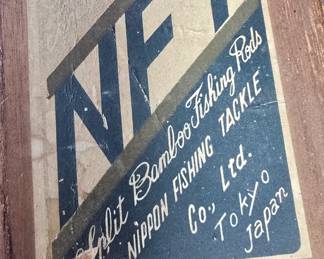 NFT
Split Bamboo Fishing Rods
NIPPON FISHING TACKLE
Co., Ltd.
Tokyo
Japan